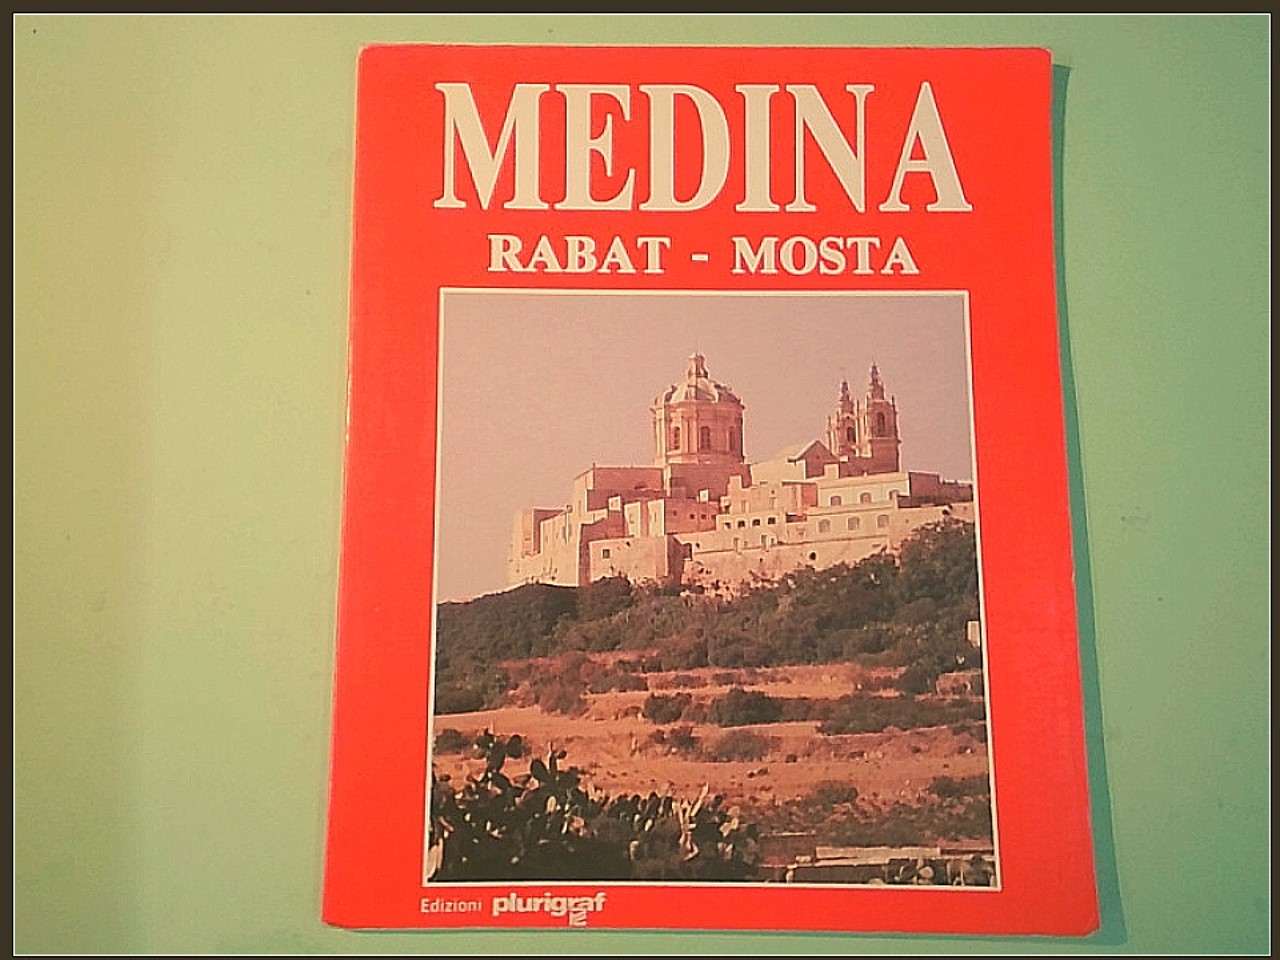 MEDINA
RABAT - MOSTA
Edizioni plurigraf